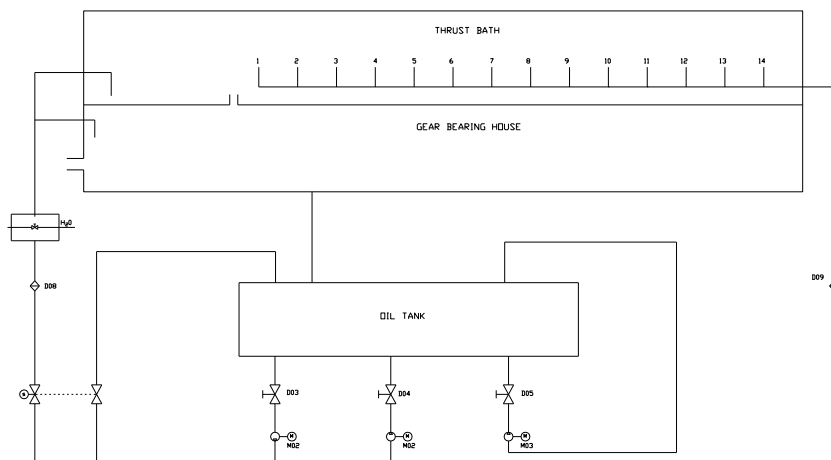 THRUST BATH
1 2 3 4 5 6 7 8 9 10 11 12 13 14
GEAR BEARING HOUSE
H2O
D08
D09
OIL TANK
D03
D04
D05
M
M
M
M02
M02
M03